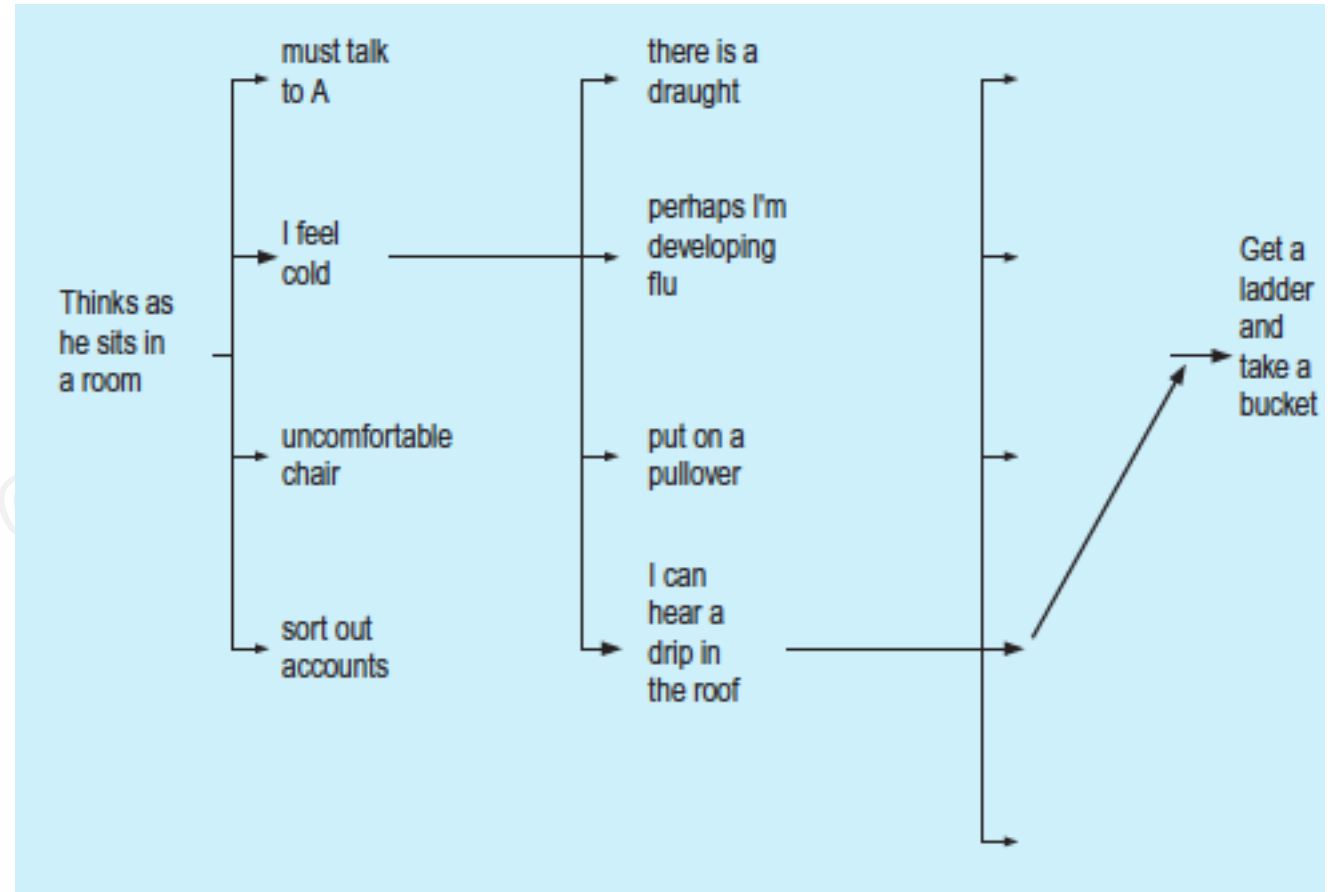 Thinks as
he sits in
a room
must talk
to A
I feel
cold
uncomfortable
chair
sort out
accounts
there is a
draught
perhaps I'm
developing
flu
put on a
pullover
I can
hear a
drip in
the roof
Get a
ladder
and
take a
bucket